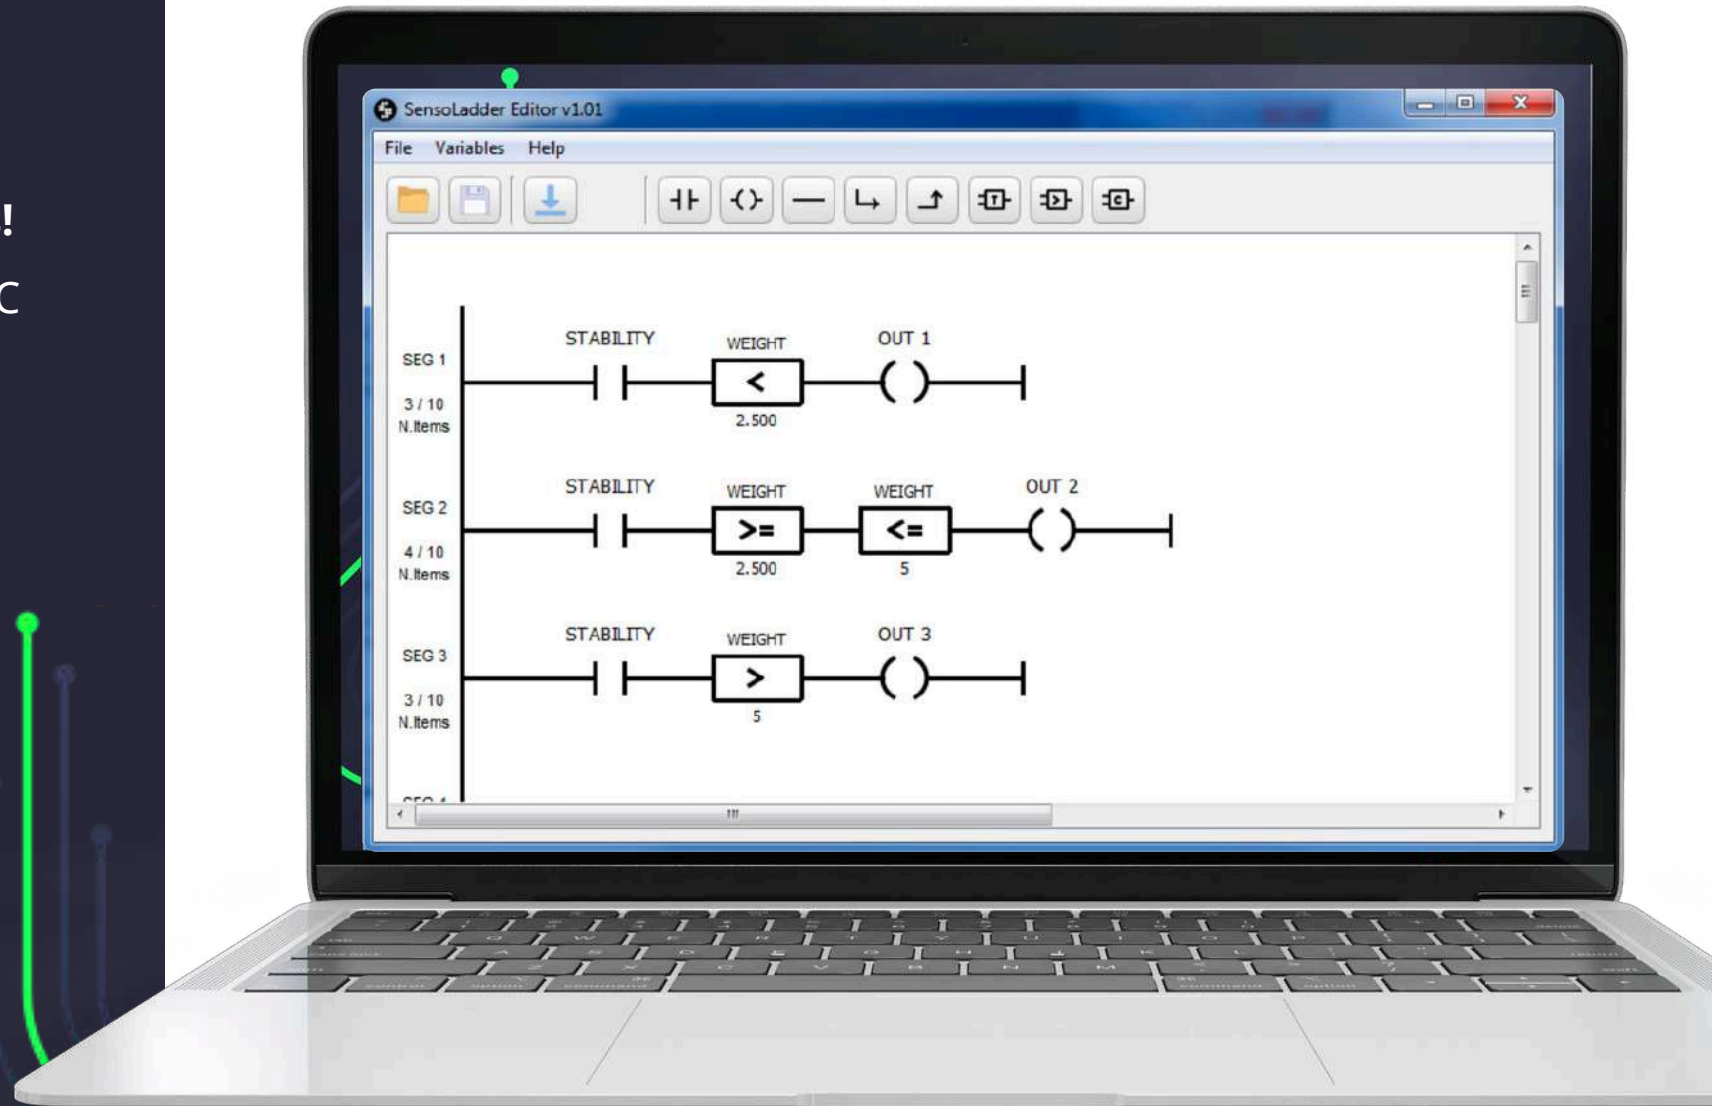 !
C
SensoLadder Editor v1.01
File Variables Help
T > C
STABILITY WEIGHT OUT 1
SEG 1
<
3 / 10
N.Items
2.500
STABILITY WEIGHT WEIGHT OUT 2
SEG 2
>= <=
4 / 10
N.Items
2.500 5
STABILITY WEIGHT OUT 3
SEG 3
>
3 / 10
N.Items
5